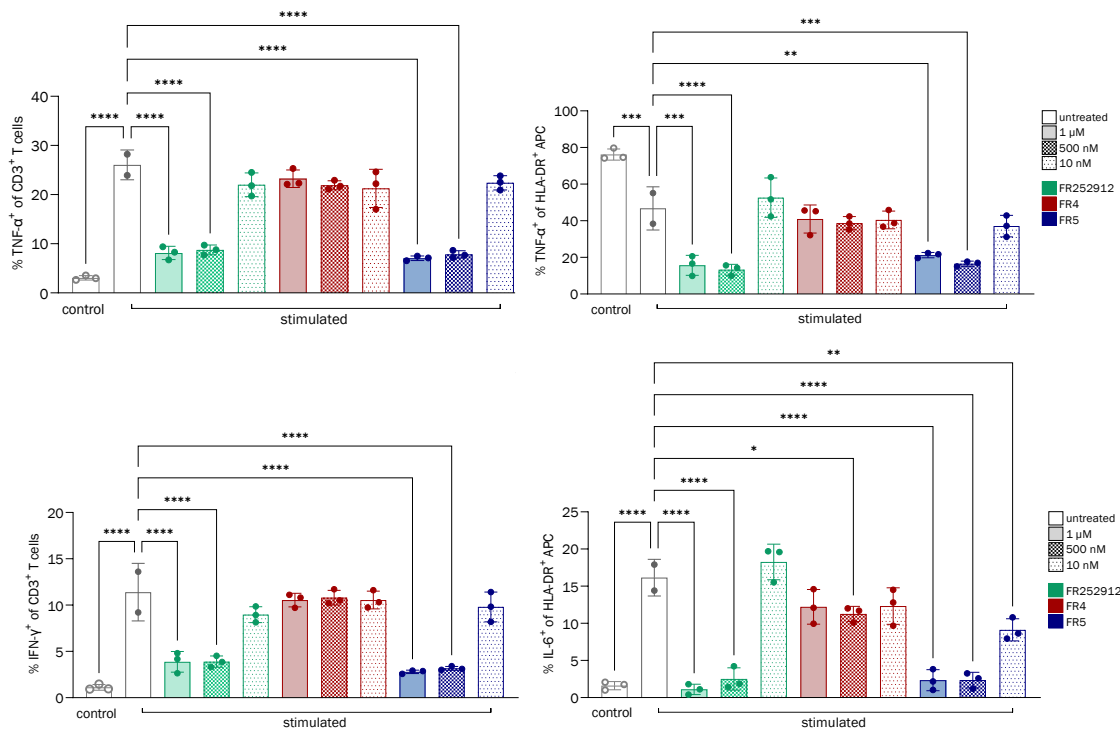 ****
****
****
**** ****
% TNF-α⁺ of CD3⁺ T cells
40
30
20
10
0
control
stimulated
***
**
****
*** ***
% TNF-α⁺ of HLA-DR⁺ APC
100
80
60
40
20
0
control
stimulated
untreated
1 µM
500 nM
10 nM
FR252912
FR4
FR5
****
****
****
**** ****
% IFN-γ⁺ of CD3⁺ T cells
20
15
10
5
0
control
stimulated
**
****
****
*
****
**** ****
% IL-6⁺ of HLA-DR⁺ APC
25
20
15
10
5
0
control
stimulated
untreated
1 µM
500 nM
10 nM
FR252912
FR4
FR5